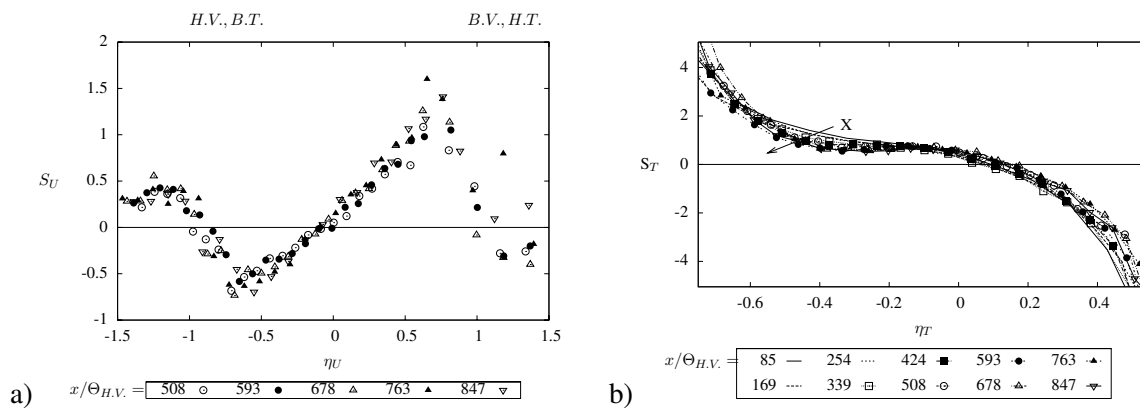 H.V., B.T.
B.V., H.T.
2
1.5
1
0.5
0
-0.5
-1
S_U
-1.5 -1 -0.5 0 0.5 1 1.5
η_U
x/Θ_{H.V.} = 508 593 678 763 847
a)
4
2
0
-2
-4
S_T
X
-0.6 -0.4 -0.2 0 0.2 0.4
η_T
x/Θ_{H.V.} = 85 254 424 593 763
169 339 508 678 847
b)